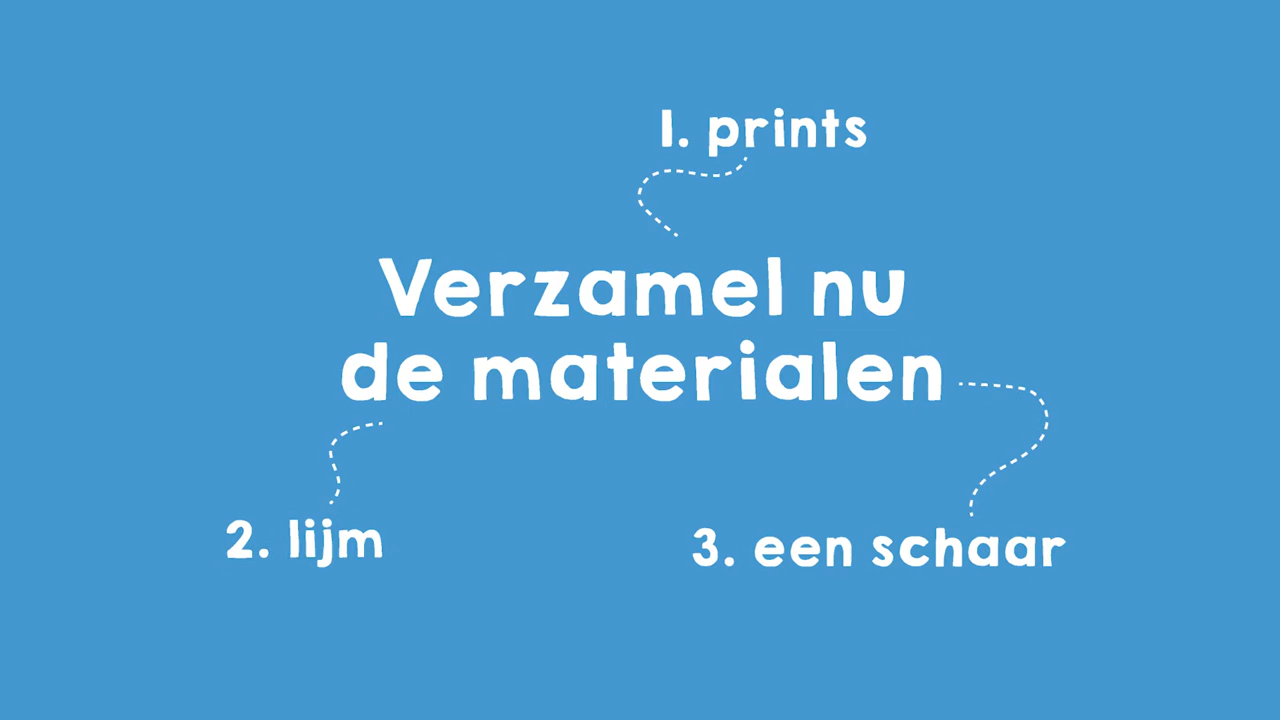 1. prints
Verzamel nu
de materialen
2. lijm
3. een schaar